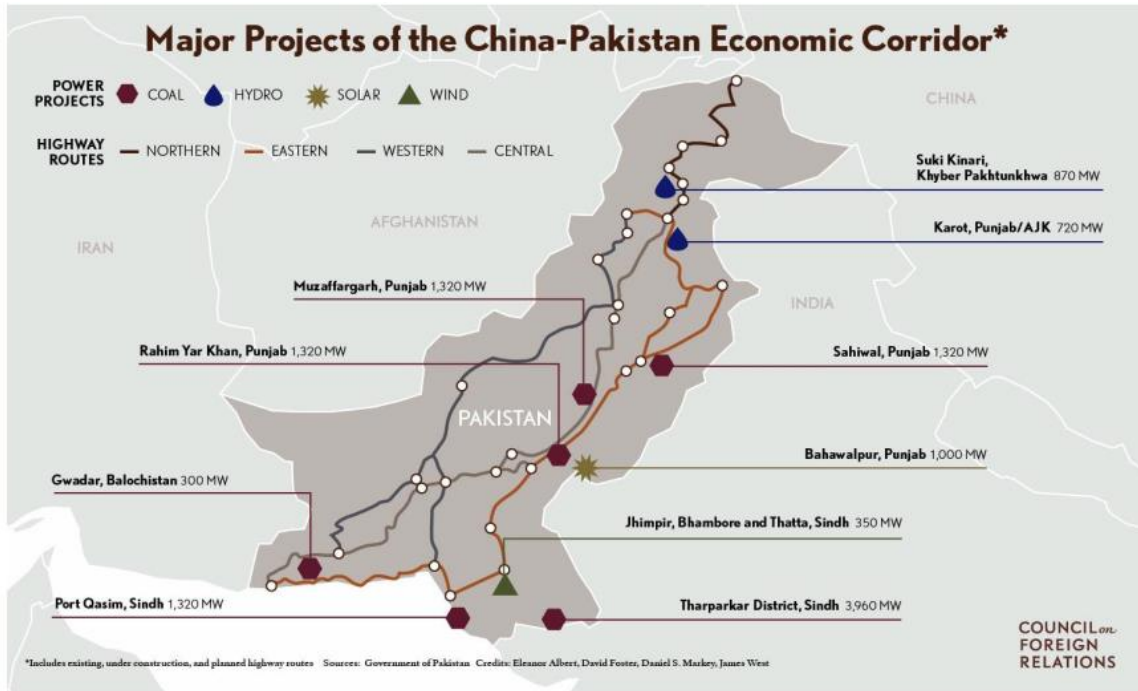 Major Projects of the China-Pakistan Economic Corridor*
POWER
PROJECTS
COAL HYDRO SOLAR WIND
HIGHWAY
ROUTES
NORTHERN EASTERN WESTERN CENTRAL
CHINA
Suki Kinari,
Khyber Pakhtunkhwa 870 MW
AFGHANISTAN
Karot, Punjab/AJK 720 MW
IRAN
Muzaffargarh, Punjab 1,320 MW
INDIA
Rahim Yar Khan, Punjab 1,320 MW
Sahiwal, Punjab 1,320 MW
PAKISTAN
Bahawalpur, Punjab 1,000 MW
Gwadar, Balochistan 300 MW
Jhimpir, Bhambore and Thatta, Sindh 350 MW
Port Qasim, Sindh 1,320 MW
Tharparkar District, Sindh 3,960 MW
COUNCIL on
FOREIGN
RELATIONS
*Includes existing, under construction, and planned highway routes Sources: Government of Pakistan Credits: Eleanor Albert, David Foster, Daniel S. Markey, James West